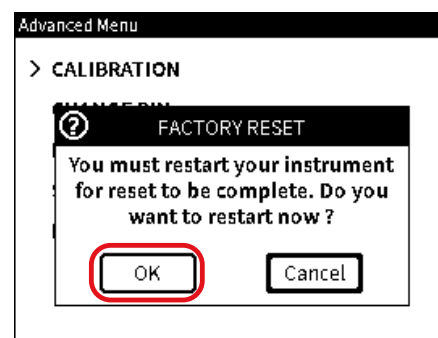 Advanced Menu
> CALIBRATION
FACTORY RESET
You must restart your instrument
for reset to be complete. Do you
want to restart now ?
OK Cancel